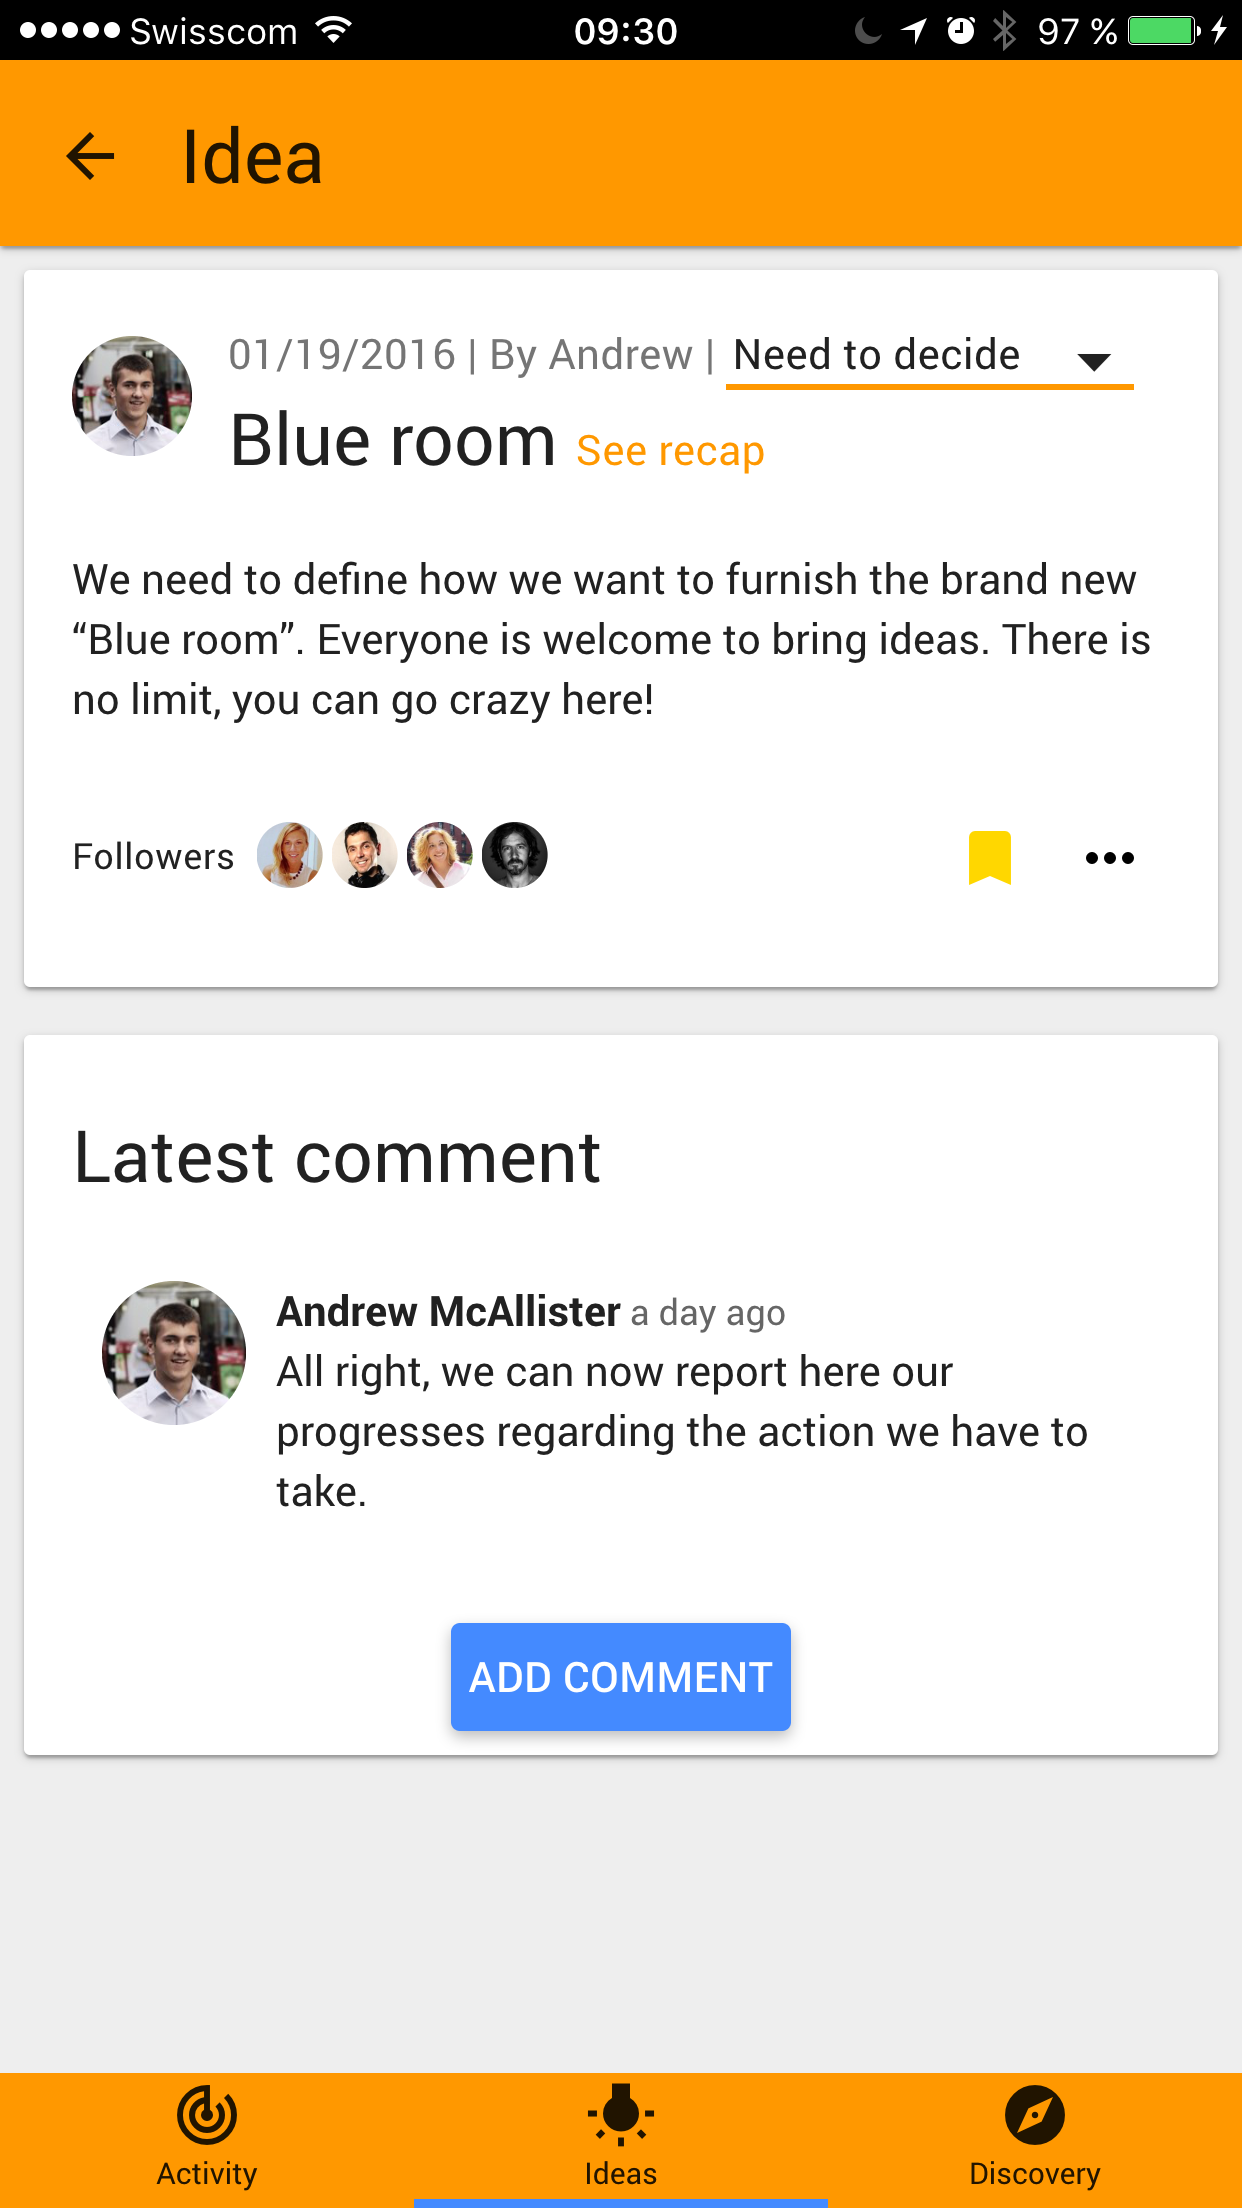 Swisscom 09:30 97 %
Idea
01/19/2016 | By Andrew | Need to decide
Blue room See recap
We need to define how we want to furnish the brand new
“Blue room”. Everyone is welcome to bring ideas. There is
no limit, you can go crazy here!
Followers
Latest comment
Andrew McAllister a day ago
All right, we can now report here our
progresses regarding the action we have to
take.
ADD COMMENT
Activity Ideas Discovery